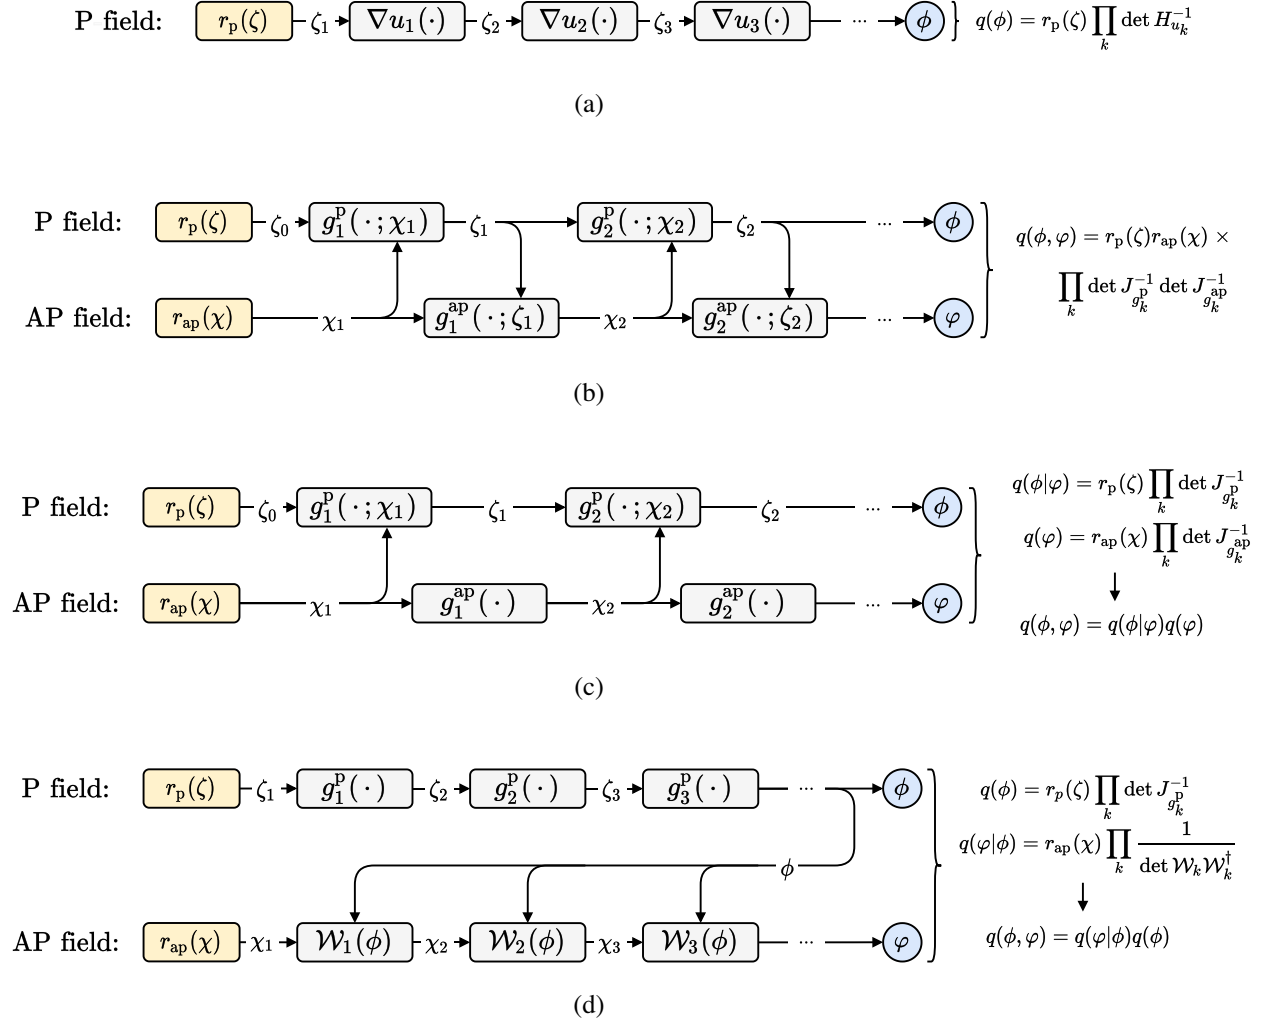 P field: r_p(ζ) ζ_1 ∇u_1(·) ζ_2 ∇u_2(·) ζ_3 ∇u_3(·) ... ϕ q(ϕ) = r_p(ζ) ∏_k det H_{u_k}^{-1}
(a)
P field: r_p(ζ) ζ_0 g_1^p(·; χ_1) ζ_1 g_2^p(·; χ_2) ζ_2 ... ϕ
q(ϕ, φ) = r_p(ζ)r_ap(χ) ×
∏_k det J_{g_k^p}^{-1} det J_{g_k^ap}^{-1}
AP field: r_ap(χ) χ_1 g_1^ap(·; ζ_1) χ_2 g_2^ap(·; ζ_2) ... φ
(b)
P field: r_p(ζ) ζ_0 g_1^p(·; χ_1) ζ_1 g_2^p(·; χ_2) ζ_2 ... ϕ
q(ϕ|φ) = r_p(ζ) ∏_k det J_{g_k^p}^{-1}
q(φ) = r_ap(χ) ∏_k det J_{g_k^ap}^{-1}
AP field: r_ap(χ) χ_1 g_1^ap(·) χ_2 g_2^ap(·) ... φ
q(ϕ, φ) = q(ϕ|φ)q(φ)
(c)
P field: r_p(ζ) ζ_1 g_1^p(·) ζ_2 g_2^p(·) ζ_3 g_3^p(·) ... ϕ
q(ϕ) = r_p(ζ) ∏_k det J_{g_k^p}^{-1}
q(φ|ϕ) = r_ap(χ) ∏_k 1 / det 𝒲_k𝒲_k^†
ϕ
AP field: r_ap(χ) χ_1 𝒲_1(ϕ) χ_2 𝒲_2(ϕ) χ_3 𝒲_3(ϕ) ... φ
q(ϕ, φ) = q(φ|ϕ)q(ϕ)
(d)